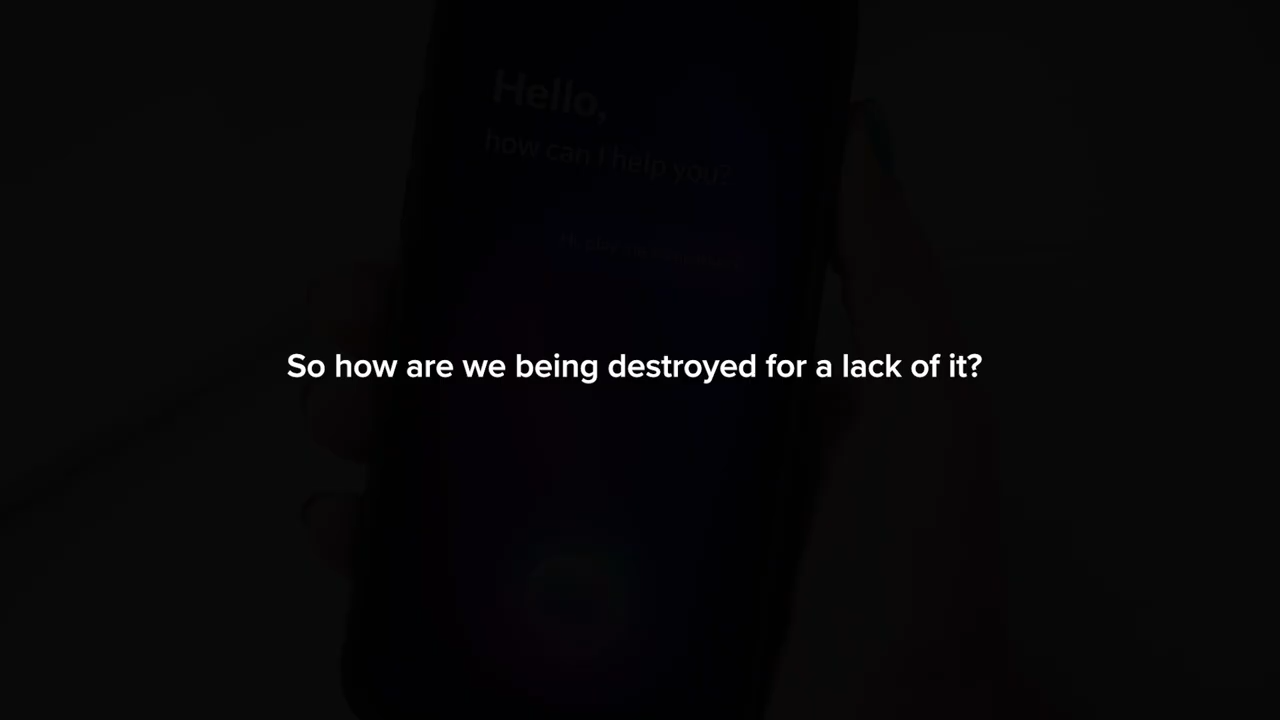 Hello,
how can I help you?
So how are we being destroyed for a lack of it?